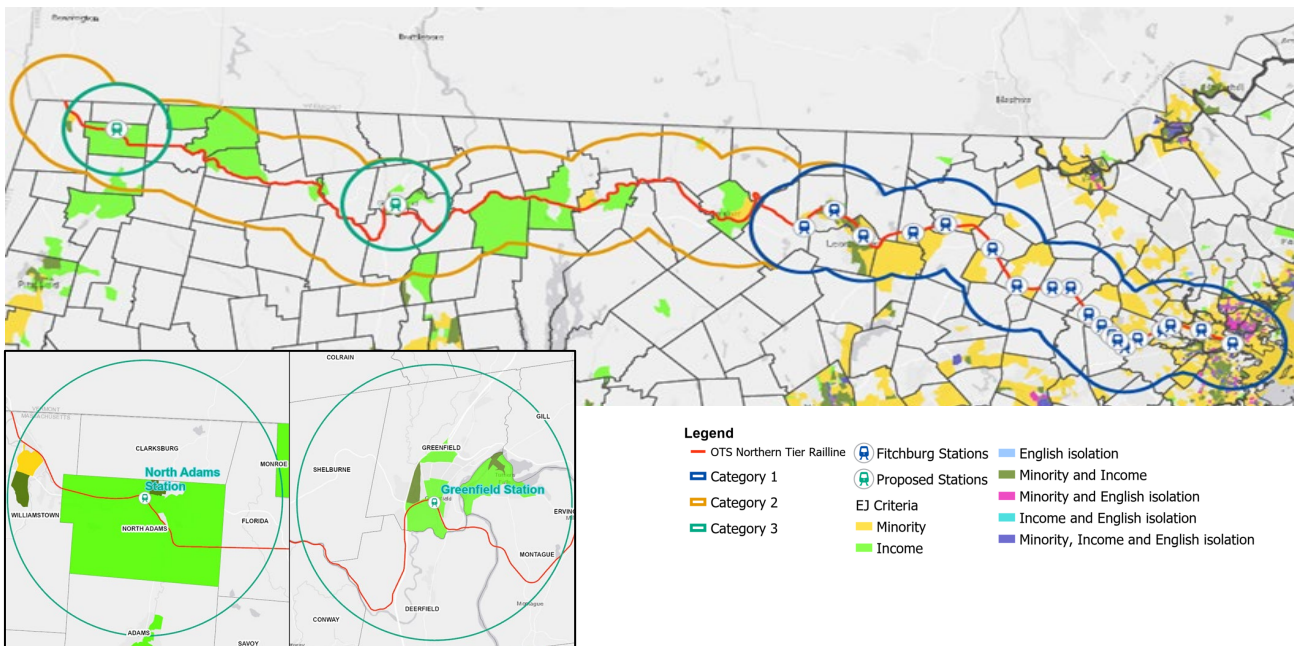 VERMONT
North Adams
Station
Greenfield Station
VERMONT
MASSACHUSETTS
CLARKSBURG
MONROE
WILLIAMSTOWN
NORTH ADAMS
FLORIDA
ADAMS
SAVOY
COLRAIN
GILL
GREENFIELD
SHELBURNE
MONTAGUE
DEERFIELD
CONWAY
Legend
OTS Northern Tier Railline
Category 1
Category 2
Category 3
Fitchburg Stations
Proposed Stations
EJ Criteria
Minority
Income
English isolation
Minority and Income
Minority and English isolation
Income and English isolation
Minority, Income and English isolation